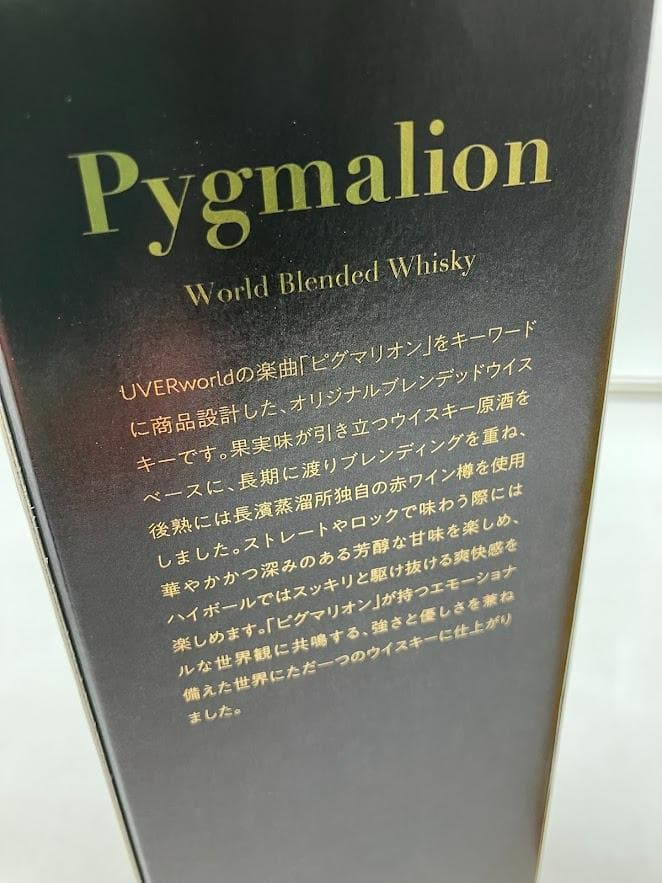 Pygmalion
World Blended Whisky
UVERworldの楽曲「ピグマリオン」をキーワード
に商品設計した、オリジナルブレンデッドウイス
キーです。果実味が引き立つウイスキー原酒を
ベースに、長期に渡りブレンディングを重ね、
後熟には長濱蒸溜所独自の赤ワイン樽を使用
しました。ストレートやロックで味わう際には
華やかかつ深みのある芳醇な甘味を楽しめ、
ハイボールではスッキリと駆け抜ける爽快感を
楽しめます。「ピグマリオン」が持つエモーショナ
ルな世界観に共鳴する、強さと優しさを兼ね
備えた世界にただ一つのウイスキーに仕上がり
ました。